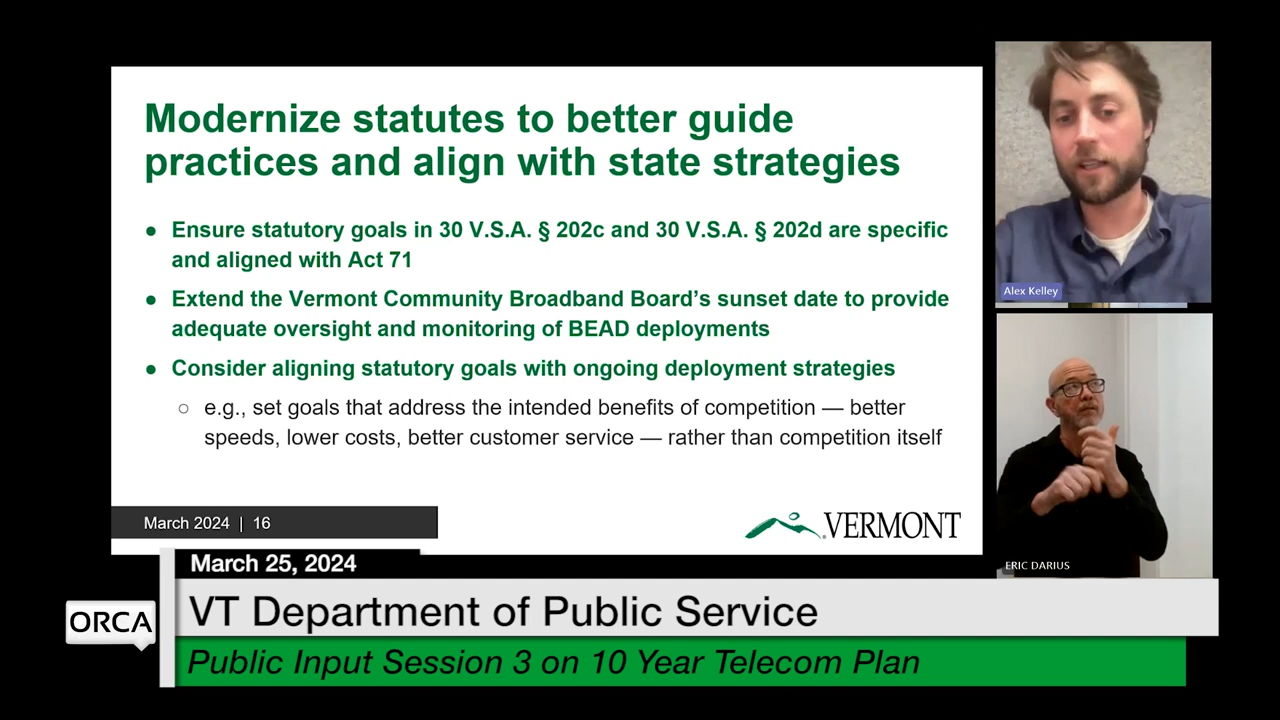 Modernize statutes to better guide
practices and align with state strategies
● Ensure statutory goals in 30 V.S.A. § 202c and 30 V.S.A. § 202d are specific
and aligned with Act 71
● Extend the Vermont Community Broadband Board's sunset date to provide
adequate oversight and monitoring of BEAD deployments
● Consider aligning statutory goals with ongoing deployment strategies
○ e.g., set goals that address the intended benefits of competition — better
speeds, lower costs, better customer service — rather than competition itself
March 2024 | 16
VERMONT
Alex Kelley
ERIC DARIUS
March 25, 2024
ORCA
VT Department of Public Service
Public Input Session 3 on 10 Year Telecom Plan